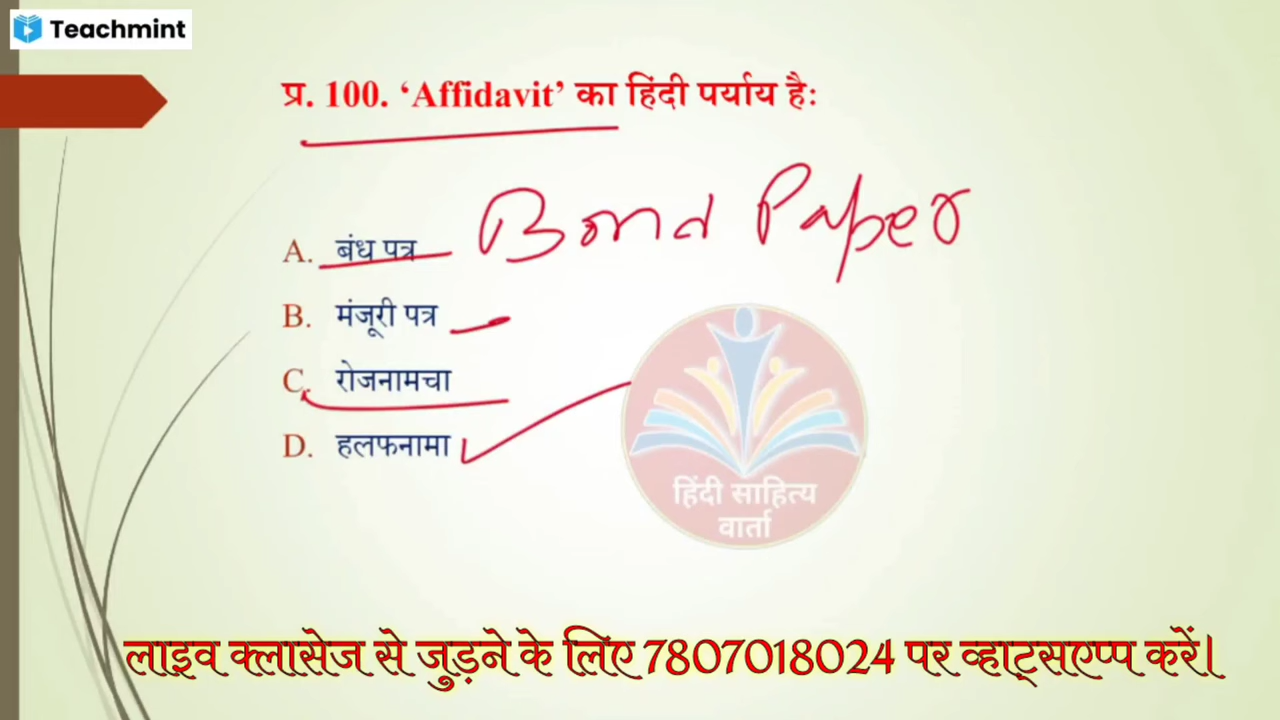 Teachmint
प्र. 100. ‘Affidavit’ का हिंदी पर्याय है:
A. बंध पत्र Bond Paper
B. मंजूरी पत्र
C. रोजनामचा
D. हलफनामा
हिंदी साहित्य
वार्ता
लाइव क्लासेज से जुड़ने के लिए 7807018024 पर व्हाट्सएप्प करें।